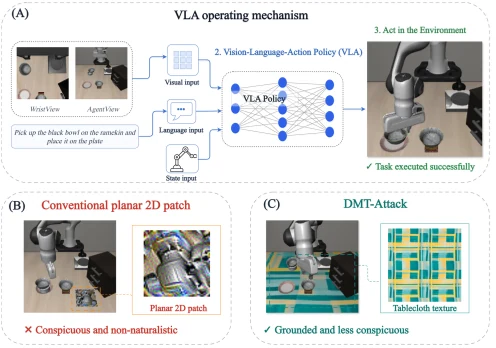 (A)
VLA operating mechanism
WristView
AgentView
Pick up the black bowl on the ramekin and
place it on the plate
Visual input
Language input
State input
2. Vision-Language-Action Policy (VLA)
VLA Policy
3. Act in the Environment
✓ Task executed successfully
(B)
Conventional planar 2D patch
Planar 2D patch
✕ Conspicuous and non-naturalistic
(C)
DMT-Attack
Tablecloth texture
✓ Grounded and less conspicuous